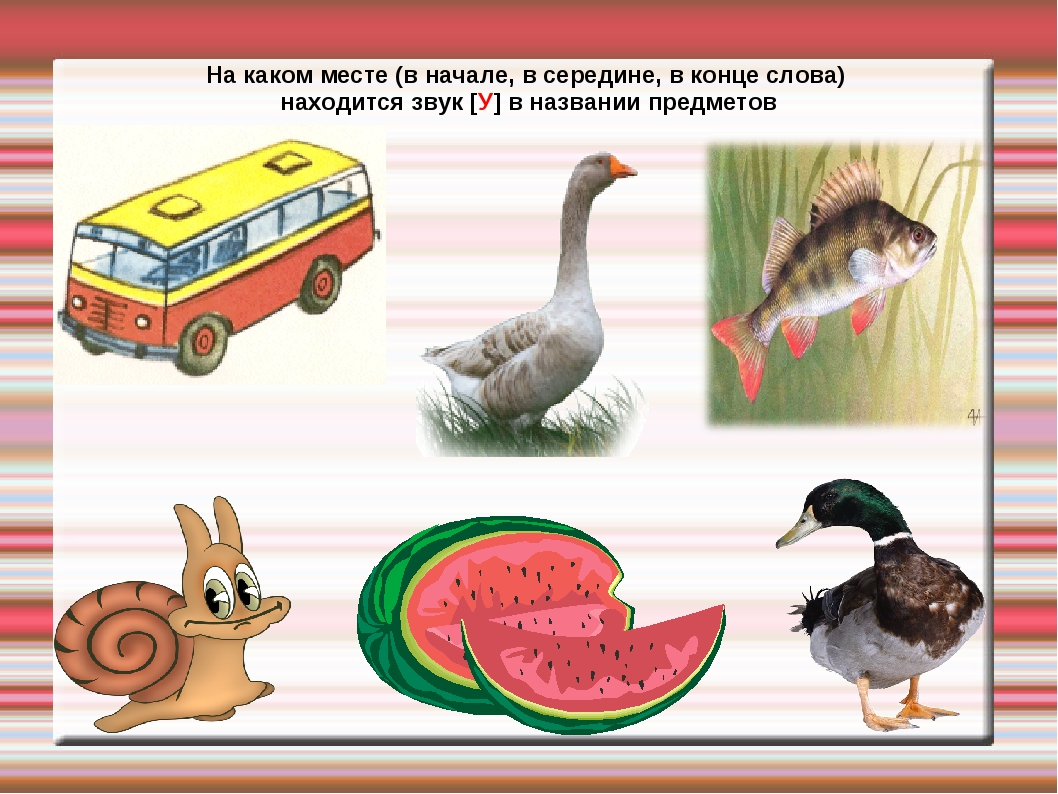 На каком месте (в начале, в середине, в конце слова)
находится звук [У] в названии предметов